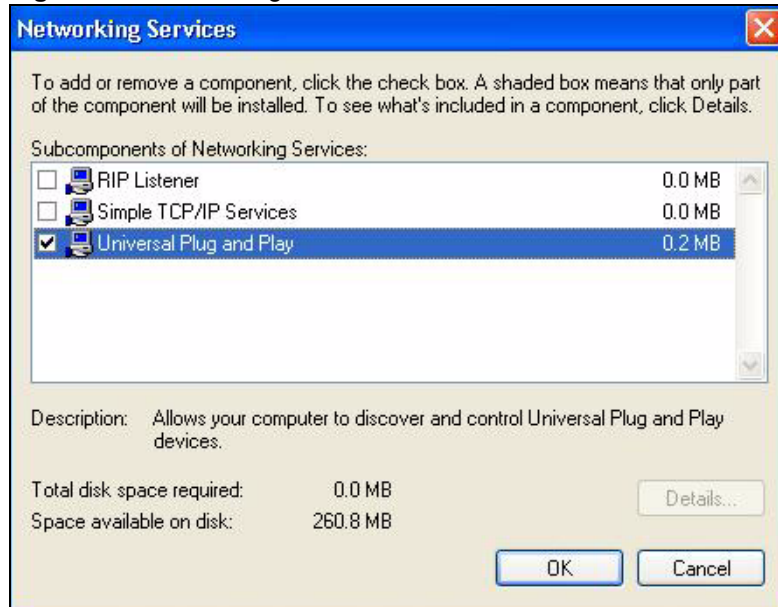 Networking Services
To add or remove a component, click the check box. A shaded box means that only part
of the component will be installed. To see what's included in a component, click Details.
Subcomponents of Networking Services:
RIP Listener 0.0 MB
Simple TCP/IP Services 0.0 MB
Universal Plug and Play 0.2 MB
Description: Allows your computer to discover and control Universal Plug and Play
devices.
Total disk space required: 0.0 MB
Details...
Space available on disk: 260.8 MB
OK Cancel